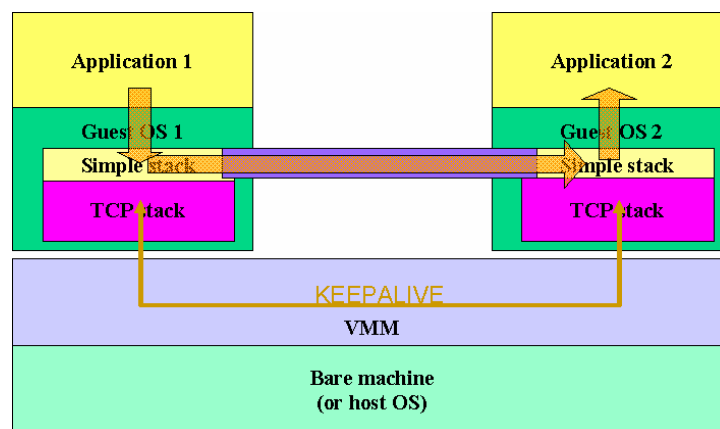 Application 1
Application 2
Guest OS 1
Guest OS 2
Simple stack
Simple stack
TCP stack
TCP stack
KEEPALIVE
VMM
Bare machine
(or host OS)